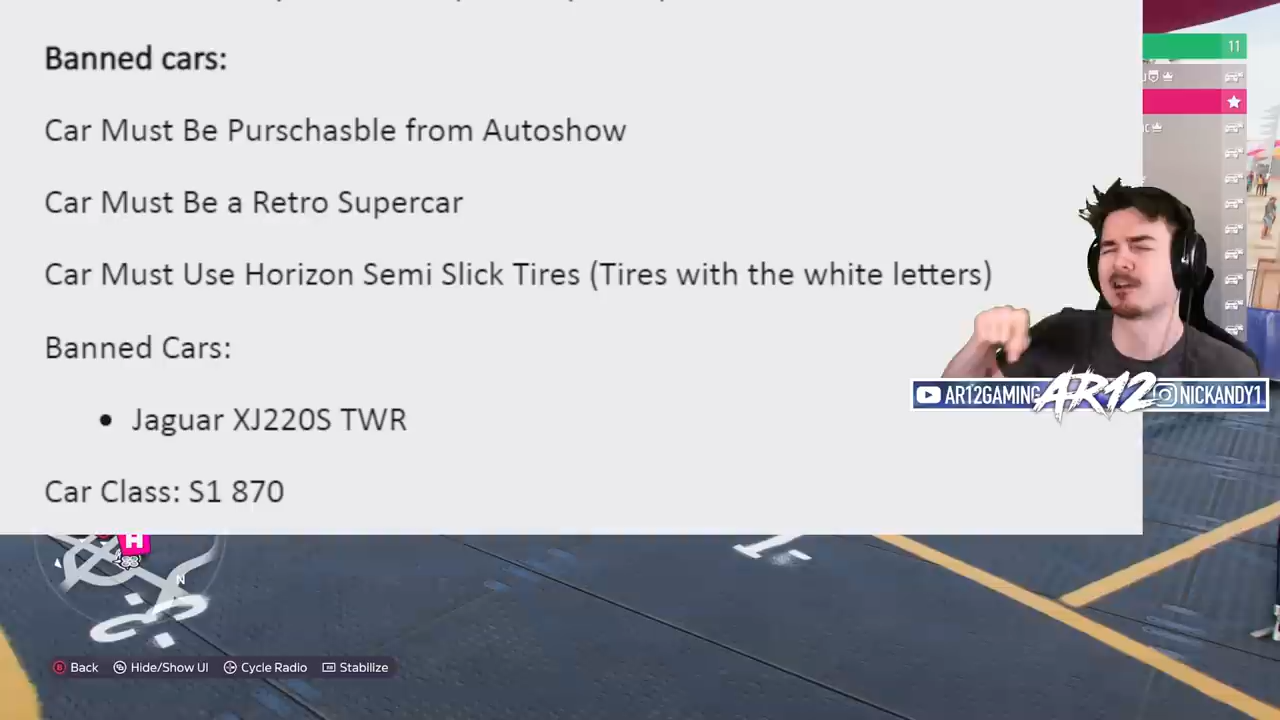 Banned cars:
11
Car Must Be Purschasble from Autoshow
Car Must Be a Retro Supercar
Car Must Use Horizon Semi Slick Tires (Tires with the white letters)
Banned Cars:
AR12GAMING AR12 NICKANDY1
• Jaguar XJ220S TWR
Car Class: S1 870
H
N
B Back Hide/Show UI Cycle Radio Stabilize